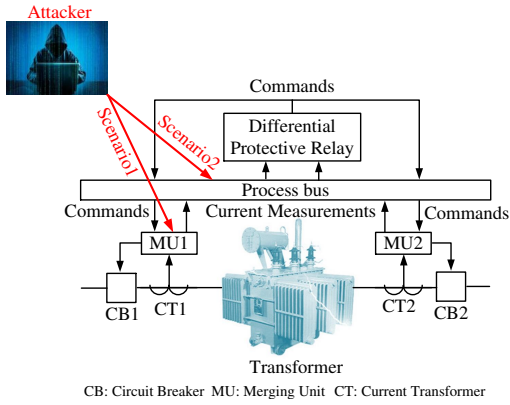 Attacker
Scenario1
Scenario2
Commands
Differential
Protective Relay
Process bus
Commands
Current Measurements
Commands
MU1
MU2
CB1
CT1
CT2
CB2
Transformer
CB: Circuit Breaker MU: Merging Unit CT: Current Transformer